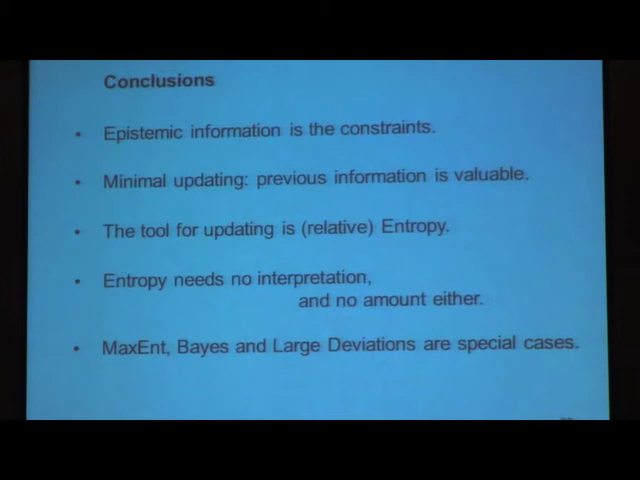 Conclusions
• Epistemic information is the constraints.
• Minimal updating: previous information is valuable.
• The tool for updating is (relative) Entropy.
• Entropy needs no interpretation,
and no amount either.
• MaxEnt, Bayes and Large Deviations are special cases.